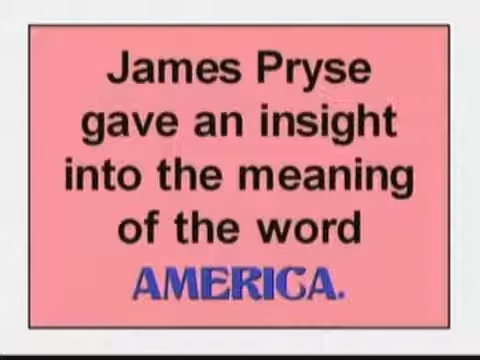 James Pryse
gave an insight
into the meaning
of the word
AMERICA.